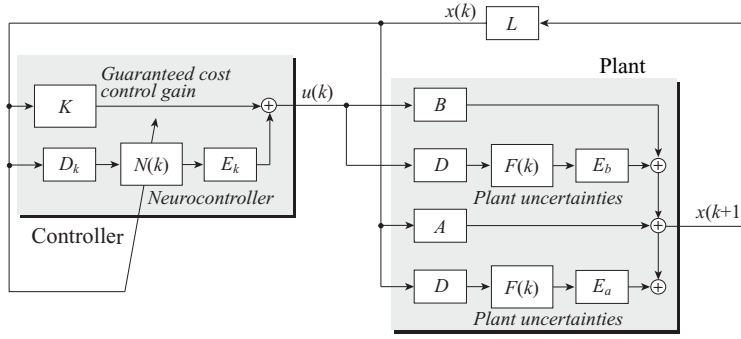 x(k)
L
Plant
Guaranteed cost
control gain
K
u(k)
B
D_k
N(k)
E_k
Neurocontroller
D
F(k)
E_b
Plant uncertainties
Controller
A
x(k+1
D
F(k)
E_a
Plant uncertainties